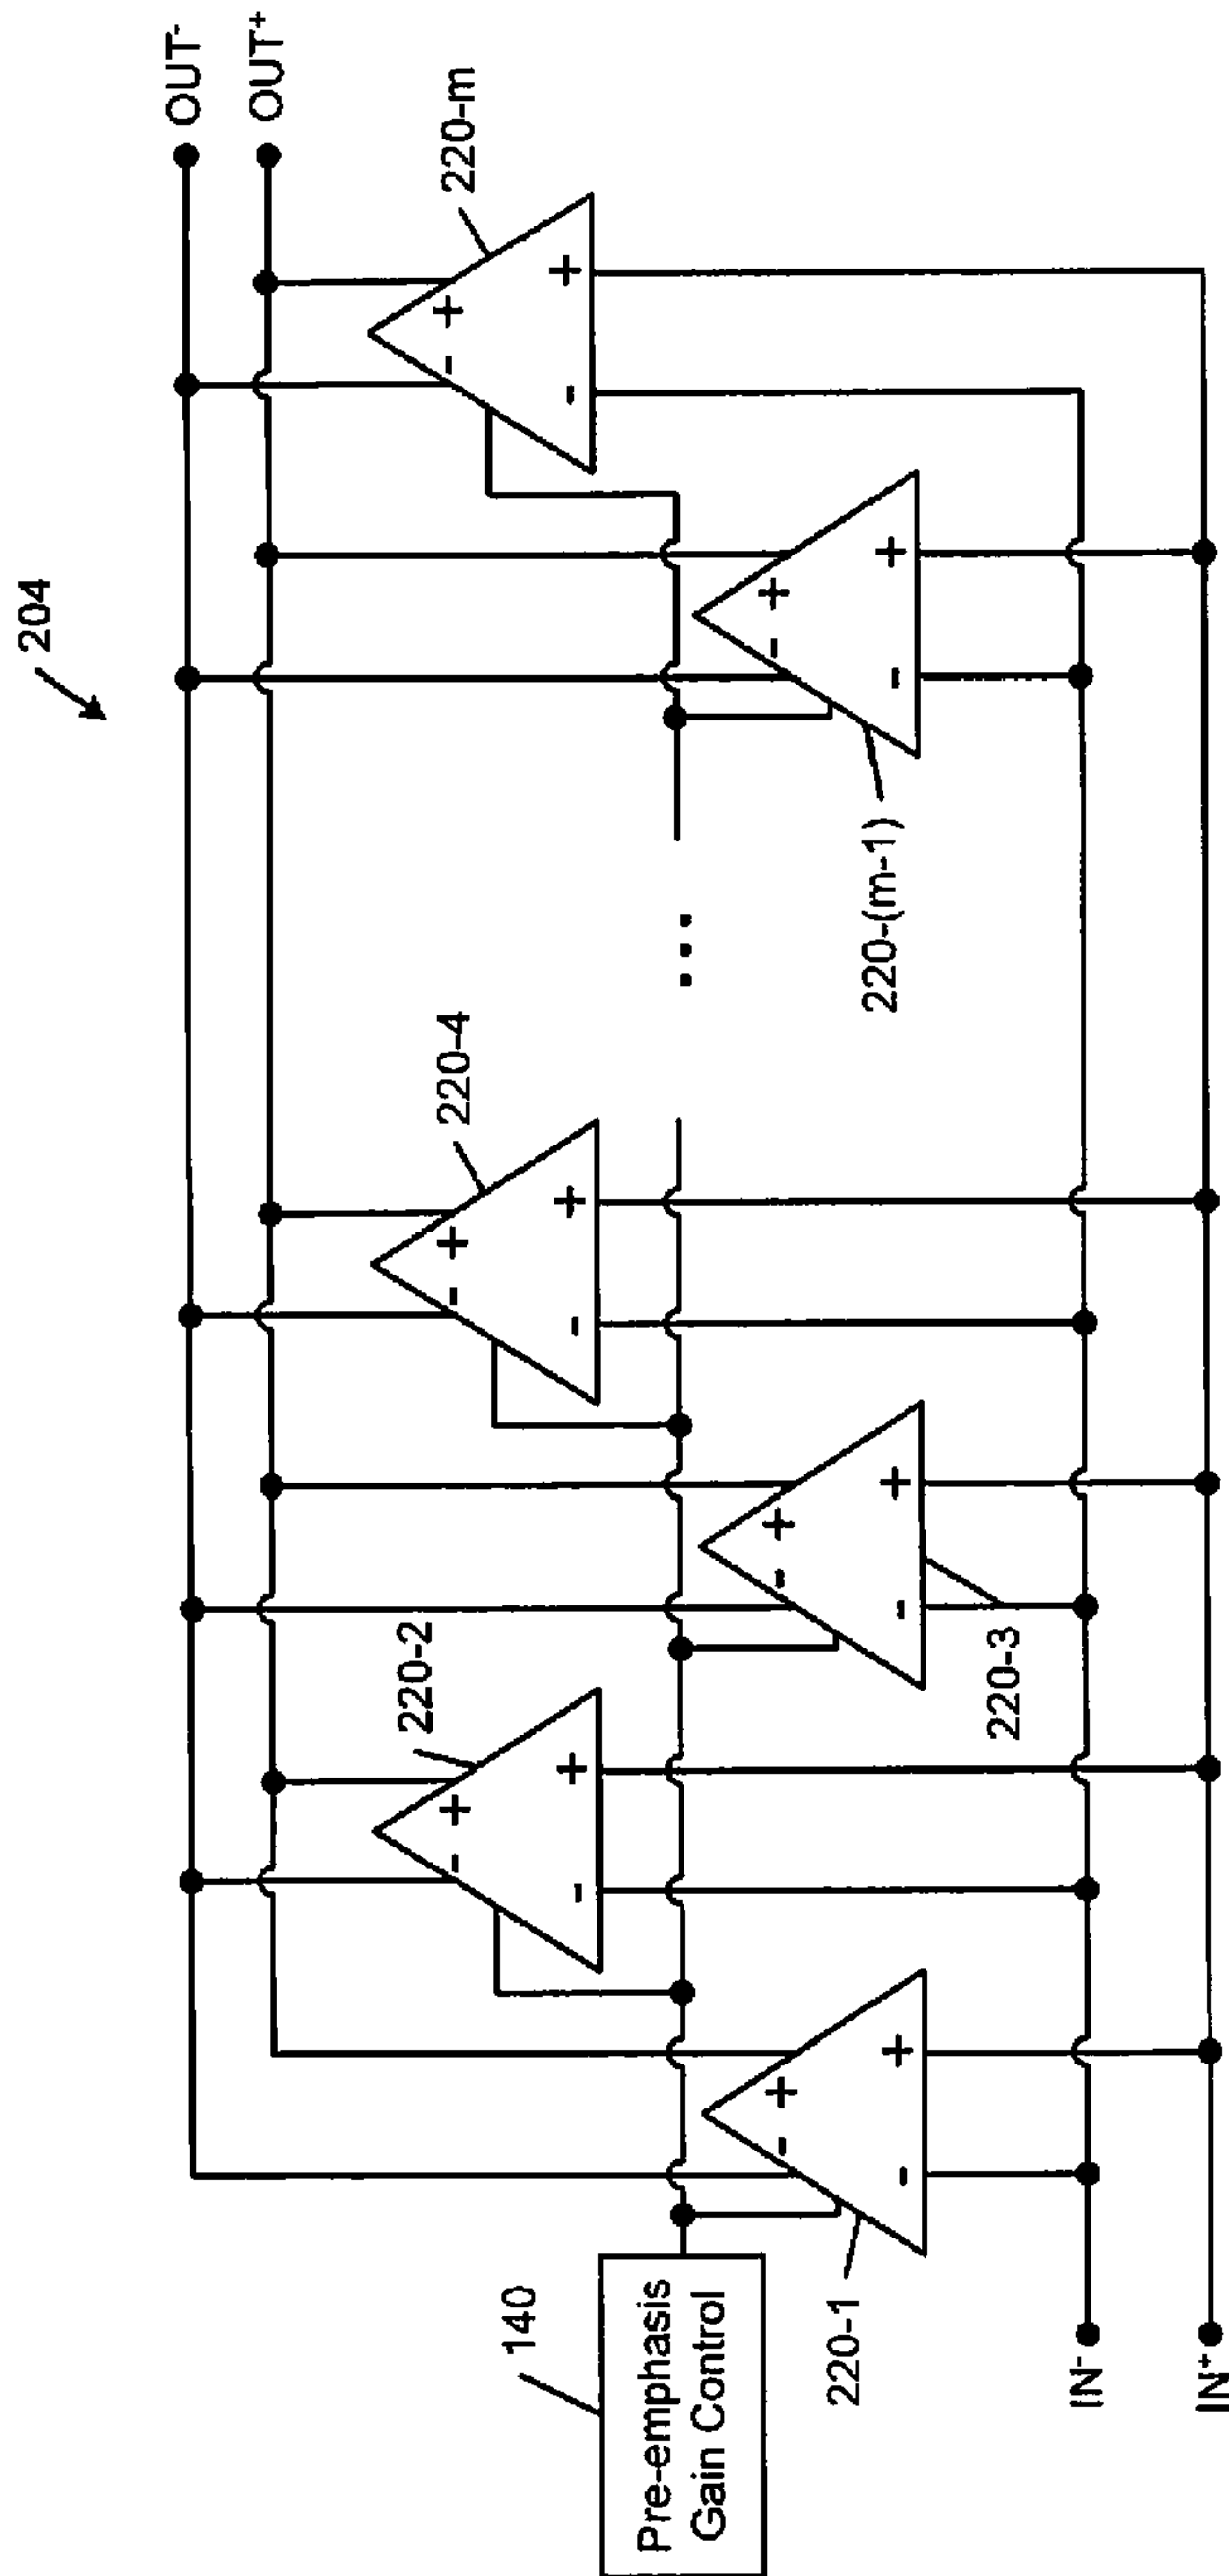 204
OUT-
OUT+
220-m
220-4
220-2
220-(m-1)
220-3
140
Pre-emphasis
Gain Control
220-1
IN-
IN+
- +
- +
- +
- +
- +
- +
- +
- +
- +
- +
- +
- +
...